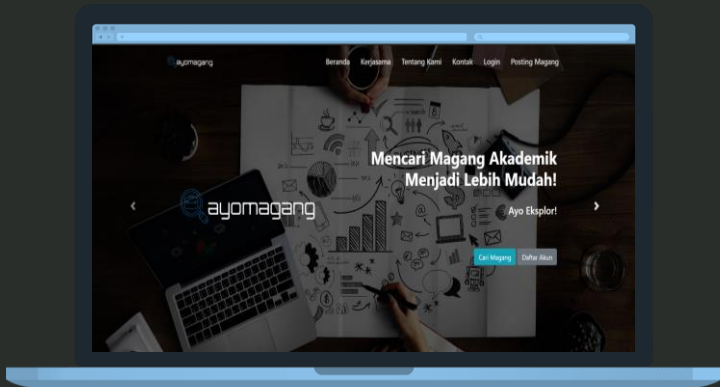 ayomagang
Beranda Kerjasama Tentang Kami Kontak Login Posting Magang
Mencari Magang Akademik
Menjadi Lebih Mudah!
ayomagang
Ayo Eksplor!
Cari Magang Daftar Akun